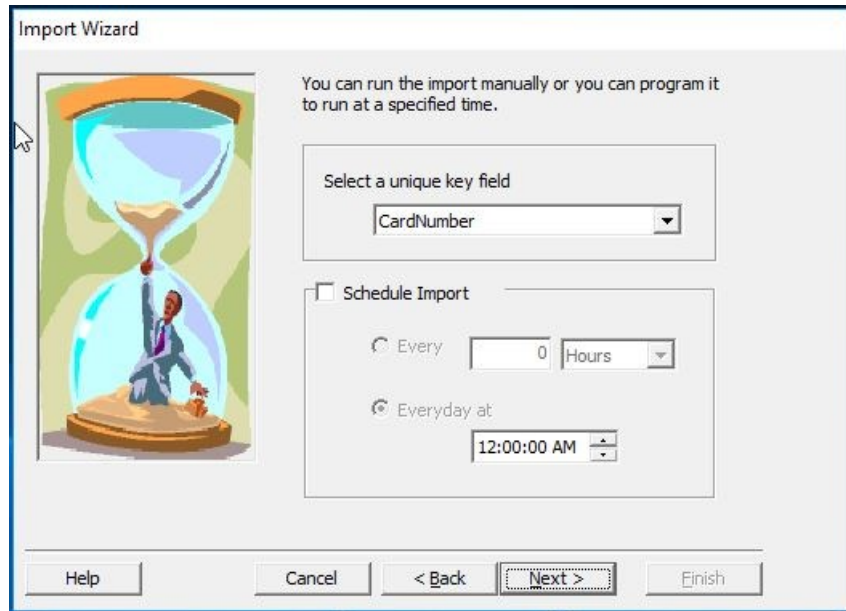 Import Wizard
You can run the import manually or you can program it
to run at a specified time.
Select a unique key field
CardNumber
Schedule Import
Every 0 Hours
Everyday at
12:00:00 AM
Help Cancel < Back Next > Finish